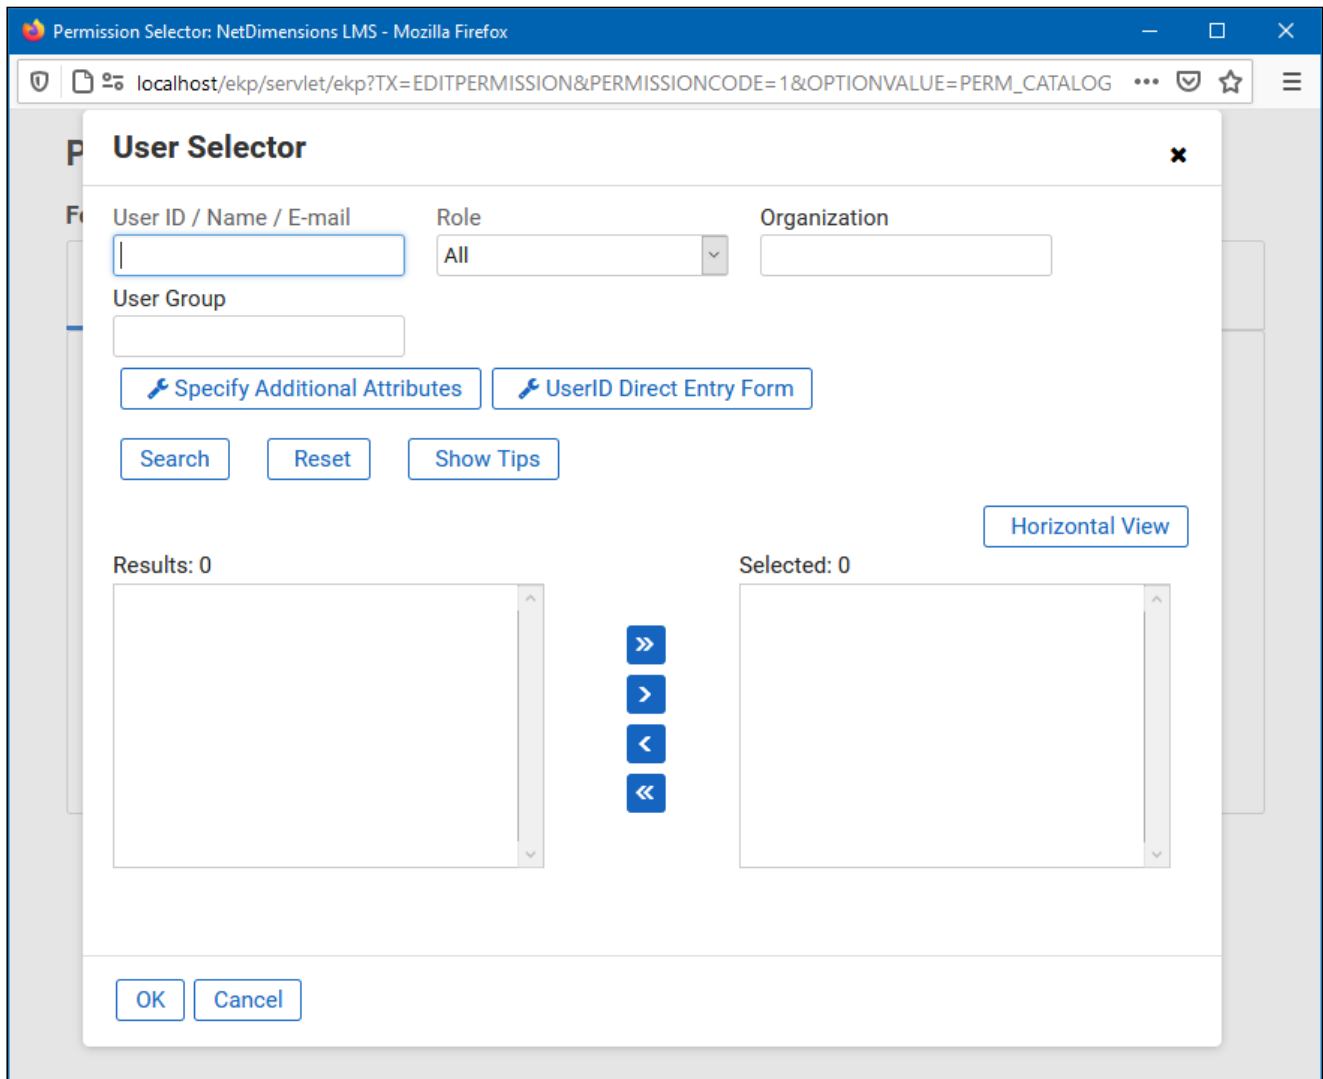 Permission Selector: NetDimensions LMS - Mozilla Firefox
localhost/ekp/servlet/ekp?TX=EDITPERMISSION&PERMISSIONCODE=1&OPTIONVALUE=PERM_CATALOG
P
User Selector
Fo
User ID / Name / E-mail Role Organization
All
User Group
Specify Additional Attributes UserID Direct Entry Form
Search Reset Show Tips
Horizontal View
Results: 0 Selected: 0
OK Cancel